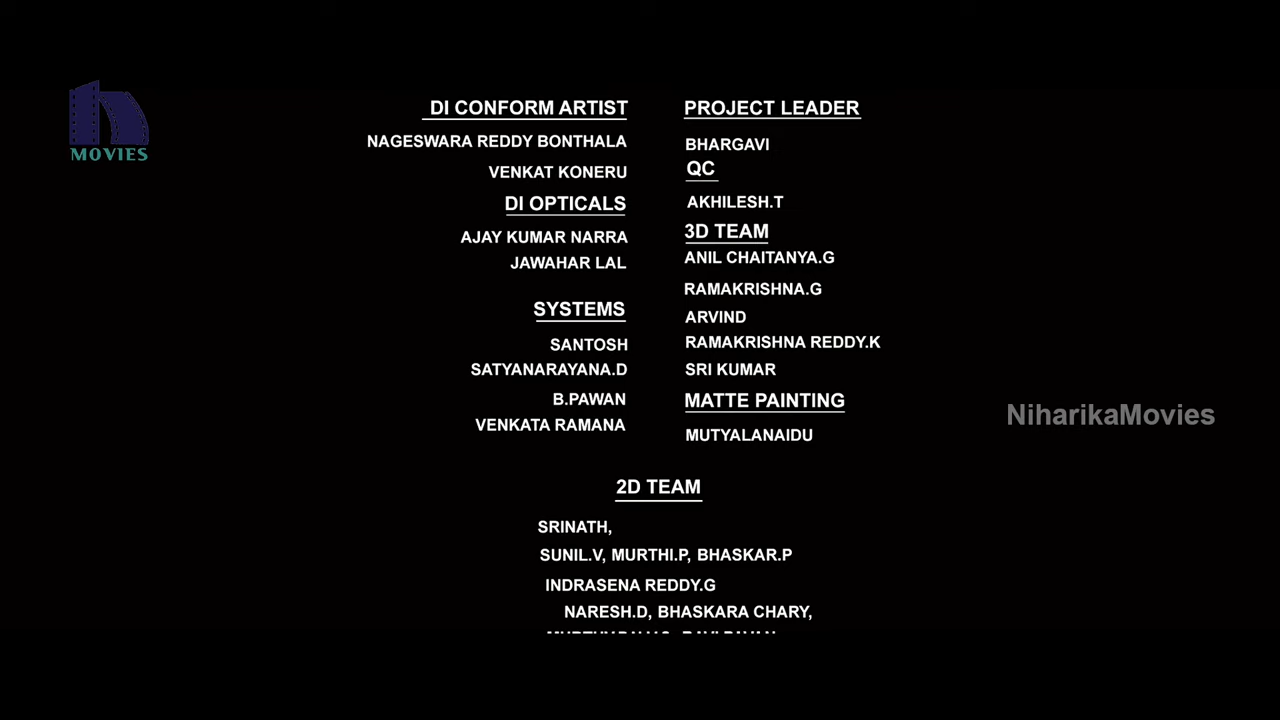 MOVIES
DI CONFORM ARTIST
NAGESWARA REDDY BONTHALA
VENKAT KONERU
DI OPTICALS
AJAY KUMAR NARRA
JAWAHAR LAL
SYSTEMS
SANTOSH
SATYANARAYANA.D
B.PAWAN
VENKATA RAMANA
PROJECT LEADER
BHARGAVI
QC
AKHILESH.T
3D TEAM
ANIL CHAITANYA.G
RAMAKRISHNA.G
ARVIND
RAMAKRISHNA REDDY.K
SRI KUMAR
MATTE PAINTING
MUTYALANAIDU
NiharikaMovies
2D TEAM
SRINATH,
SUNIL.V, MURTHI.P, BHASKAR.P
INDRASENA REDDY.G
NARESH.D, BHASKARA CHARY,